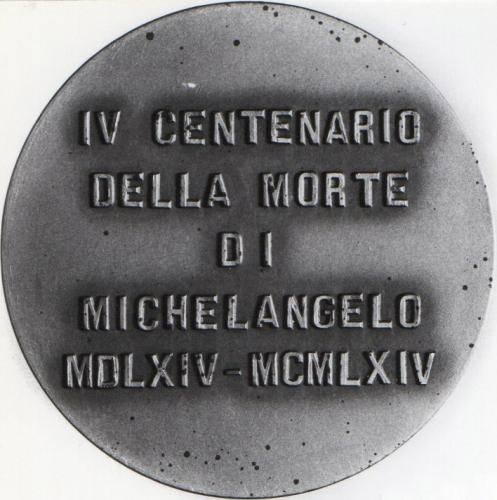 IV CENTENARIO
DELLA MORTE
DI
MICHELANGELO
MDLXIV-MCMLXIV